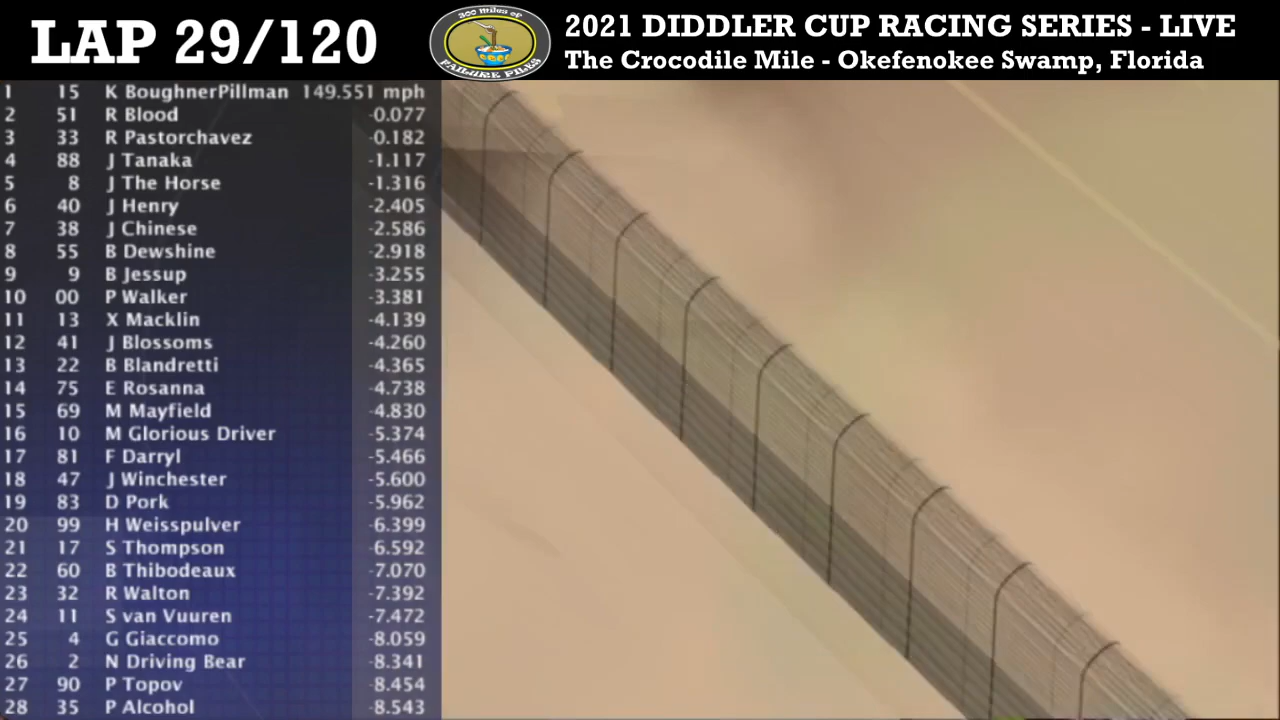 LAP 29/120
300 Miles of
FAILURE PILES
2021 DIDDLER CUP RACING SERIES - LIVE
The Crocodile Mile - Okefenokee Swamp, Florida
1 15 K BoughnerPillman 149.551 mph
2 51 R Blood -0.077
3 33 R Pastorchavez -0.182
4 88 J Tanaka -1.117
5 8 J The Horse -1.316
6 40 J Henry -2.405
7 38 J Chinese -2.586
8 55 B Dewshine -2.918
9 9 B Jessup -3.255
10 00 P Walker -3.381
11 13 X Macklin -4.139
12 41 J Blossoms -4.260
13 22 B Blandretti -4.365
14 75 E Rosanna -4.738
15 69 M Mayfield -4.830
16 10 M Glorious Driver -5.374
17 81 F Darryl -5.466
18 47 J Winchester -5.600
19 83 D Pork -5.962
20 99 H Weisspulver -6.399
21 17 S Thompson -6.592
22 60 B Thibodeaux -7.070
23 32 R Walton -7.392
24 11 S van Vuuren -7.472
25 4 G Giaccomo -8.059
26 2 N Driving Bear -8.341
27 90 P Topov -8.454
28 35 P Alcohol -8.543